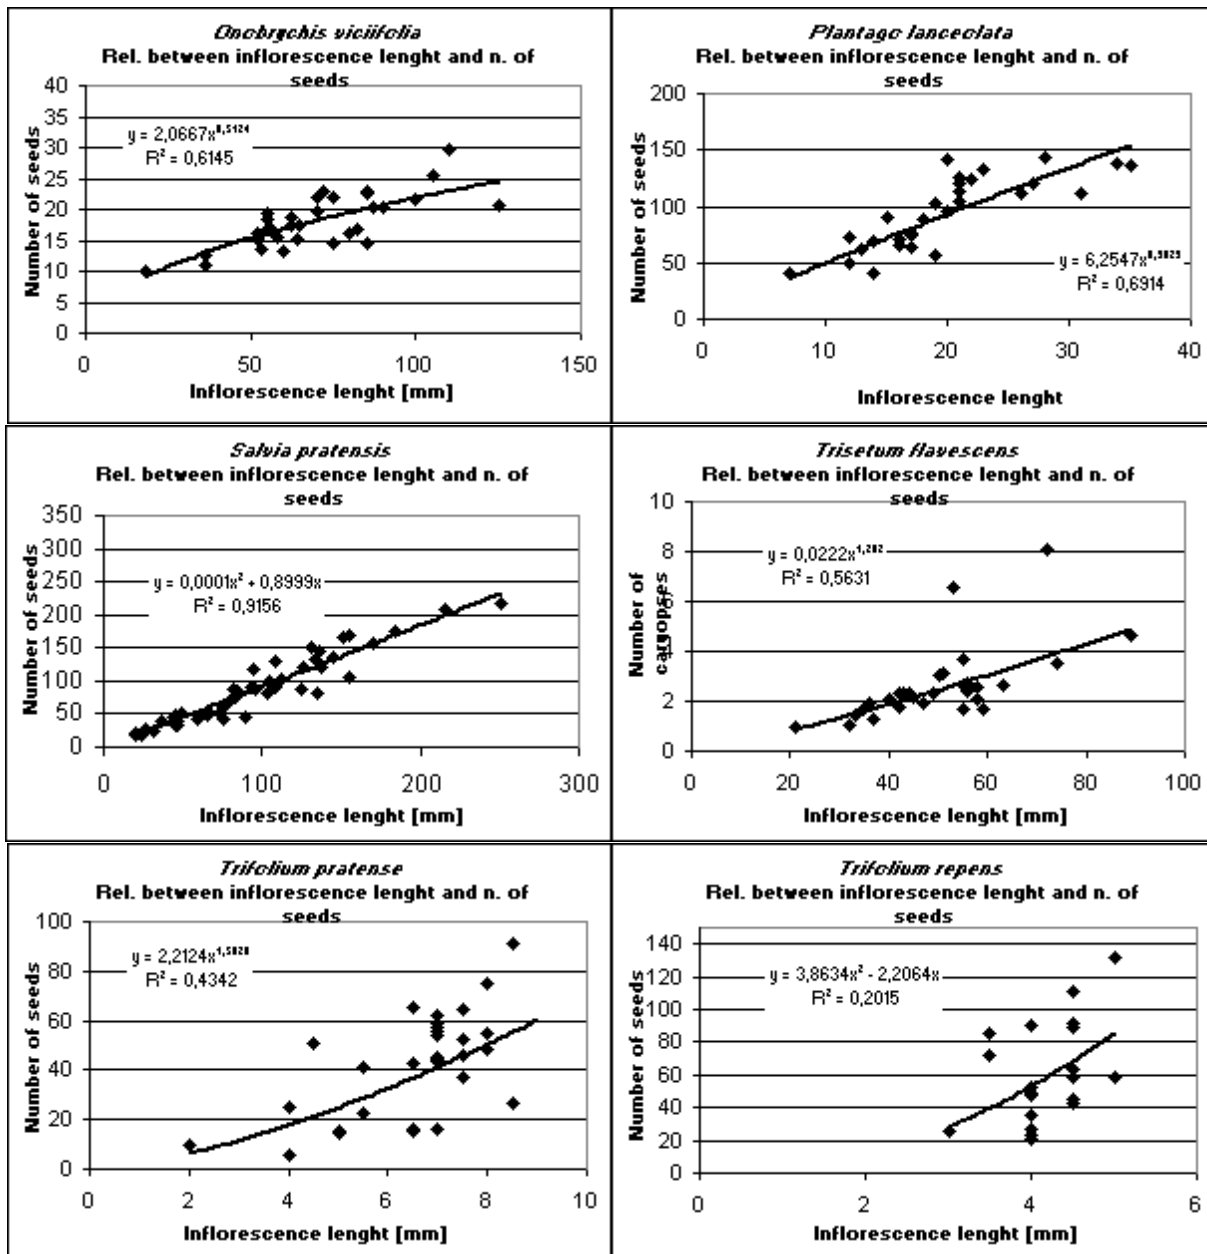 Onobrychis viciifolia
Rel. between inflorescence lenght and n. of
seeds
40
35
30
25
20
15
10
5
0
Number of seeds
y = 2,0667x^0,5124
R² = 0,6145
0 50 100 150
Inflorescence lenght [mm]
Plantago lanceolata
Rel. between inflorescence lenght and n. of
seeds
200
150
100
50
0
Number of seeds
y = 6,2547x^0,9029
R² = 0,6914
0 10 20 30 40
Inflorescence lenght
Salvia pratensis
Rel. between inflorescence lenght and n. of
seeds
350
300
250
200
150
100
50
0
Number of seeds
y = 0,0001x² + 0,8999x
R² = 0,9156
0 100 200 300
Inflorescence lenght [mm]
Trisetum flavescens
Rel. between inflorescence lenght and n. of
seeds
10
8
6
4
2
0
Number of
caryopses
y = 0,0222x^1,202
R² = 0,5631
0 20 40 60 80 100
Inflorescence lenght [mm]
Trifolium pratense
Rel. between inflorescence lenght and n. of
seeds
100
80
60
40
20
0
Number of seeds
y = 2,2124x
R² = 0,4342
0 2 4 6 8 10
Inflorescence lenght [mm]
Trifolium repens
Rel. between inflorescence lenght and n. of
seeds
140
120
100
80
60
40
20
0
Number of seeds
y = 3,8634x² - 2,2064x
R² = 0,2015
0 2 4 6
Inflorescence lenght [mm]